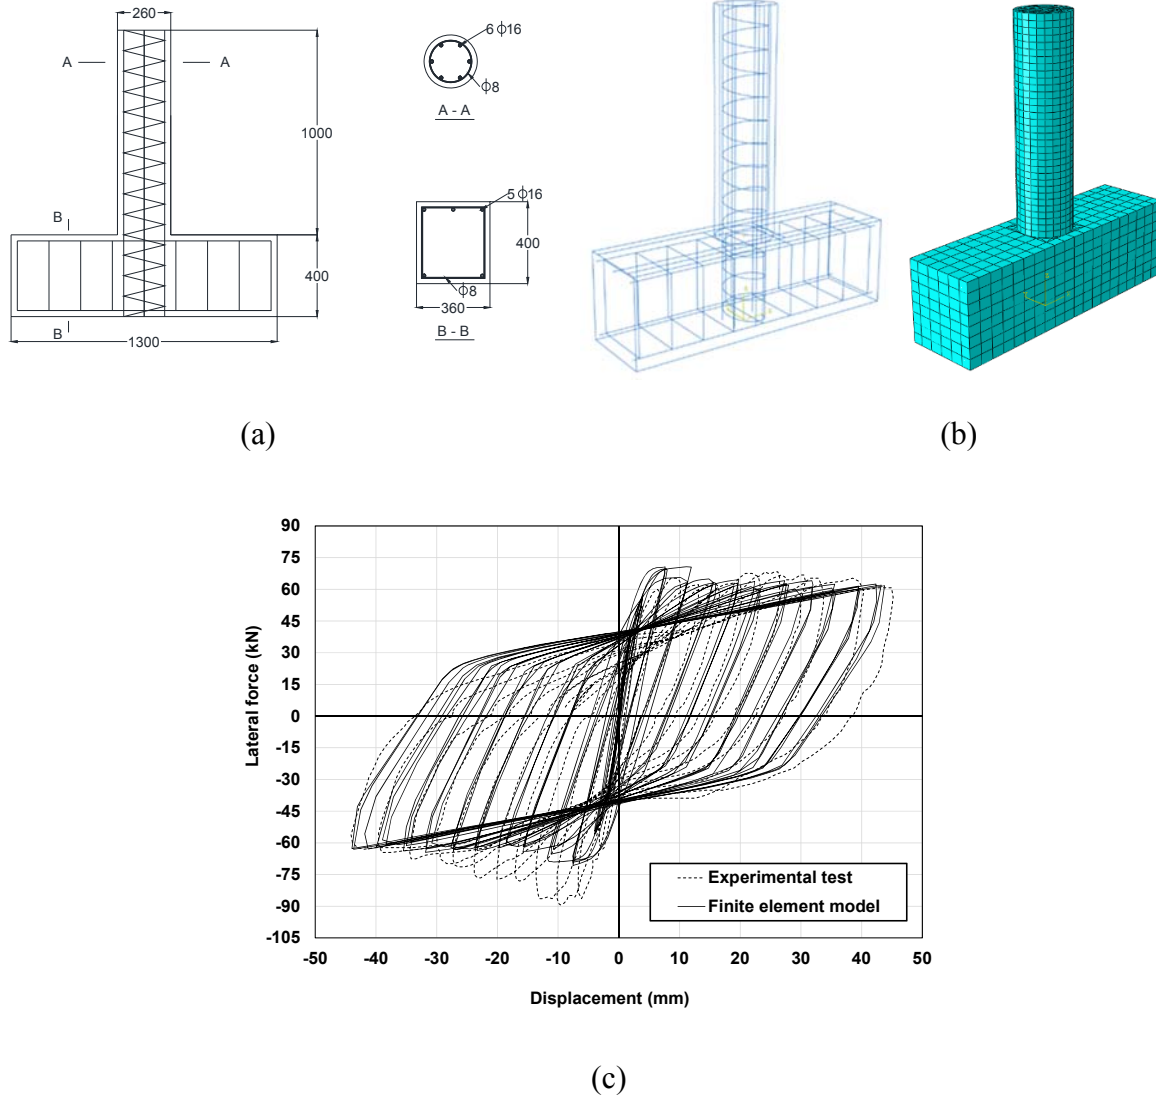 260
A
A
1000
B
400
B
1300
6 ϕ16
ϕ8
A - A
5 ϕ16
400
ϕ8
360
B - B
(a)
(b)
90
75
60
45
30
15
0
-15
-30
-45
-60
-75
-90
-105
-50 -40 -30 -20 -10 0 10 20 30 40 50
Lateral force (kN)
Displacement (mm)
Experimental test
Finite element model
(c)